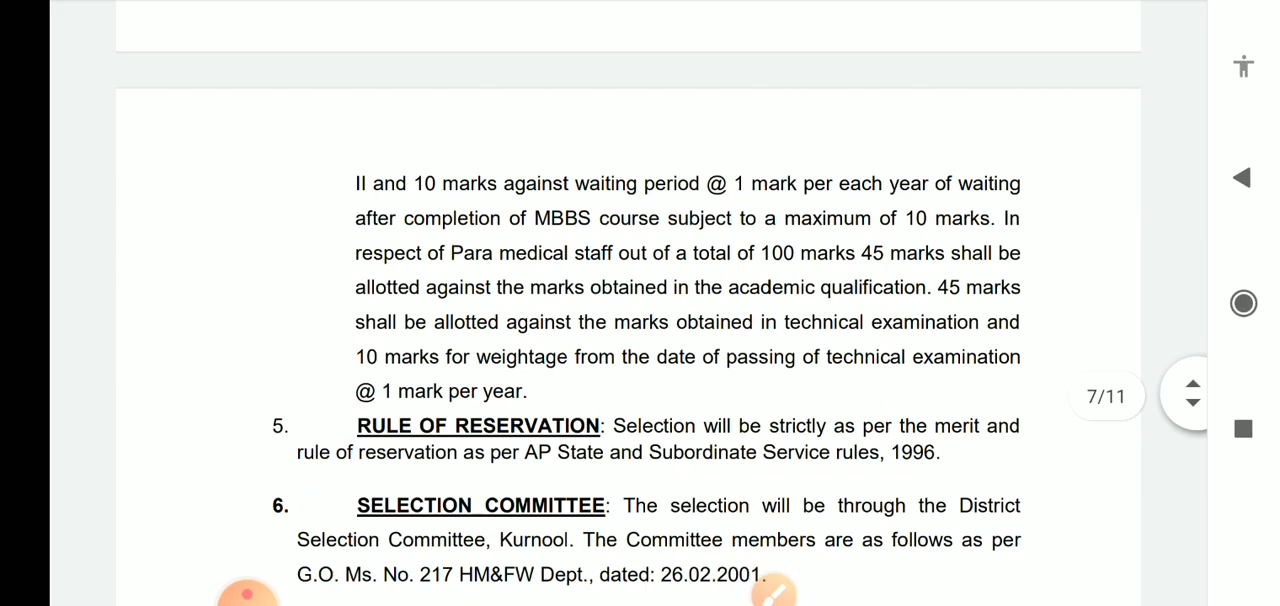 II and 10 marks against waiting period @ 1 mark per each year of waiting
after completion of MBBS course subject to a maximum of 10 marks. In
respect of Para medical staff out of a total of 100 marks 45 marks shall be
allotted against the marks obtained in the academic qualification. 45 marks
shall be allotted against the marks obtained in technical examination and
10 marks for weightage from the date of passing of technical examination
@ 1 mark per year.
7/11
5. RULE OF RESERVATION: Selection will be strictly as per the merit and
rule of reservation as per AP State and Subordinate Service rules, 1996.
6. SELECTION COMMITTEE: The selection will be through the District
Selection Committee, Kurnool. The Committee members are as follows as per
G.O. Ms. No. 217 HM&FW Dept., dated: 26.02.2001.